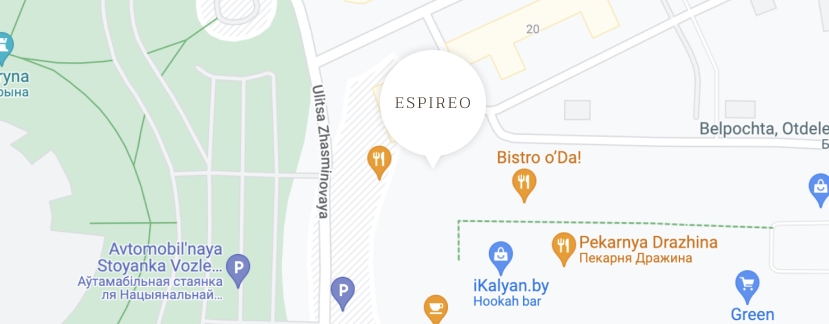 20
ESPIREO
ryna
рына
Ulitsa Zhasminovaya
Belpochta, Otdele
Б
Bistro o'Da!
Avtomobil'naya
Stoyanka Vozle...
Аўтамабільная стаянка
ля Нацыянальнай...
P
P
Pekarnya Drazhina
Пекарня Дражина
iKalyan.by
Hookah bar
Green